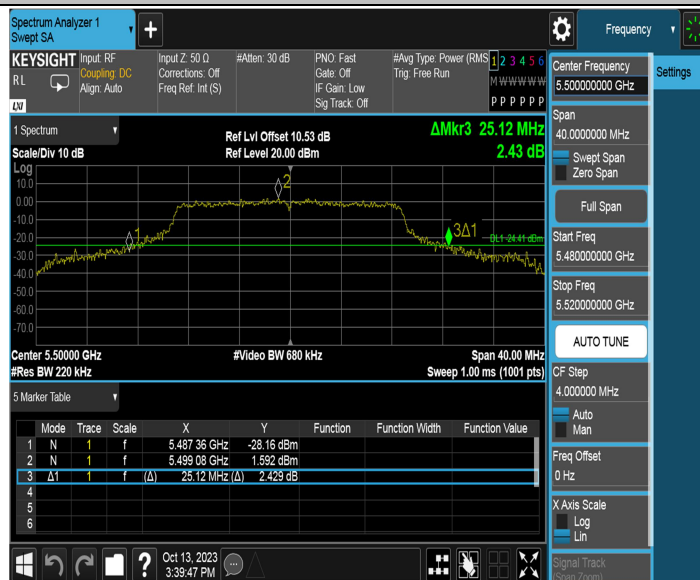 Spectrum Analyzer 1
Swept SA
+
Frequency
KEYSIGHT
RL
LXI
Input: RF
Coupling: DC
Align: Auto
Input Z: 50 Ω
Corrections: Off
Freq Ref: Int (S)
#Atten: 30 dB
PNO: Fast
Gate: Off
IF Gain: Low
Sig Track: Off
#Avg Type: Power (RMS
Trig: Free Run
1 2 3 4 5 6
M W W W W W
P P P P P P
1 Spectrum
Scale/Div 10 dB
Ref Lvl Offset 10.53 dB
Ref Level 20.00 dBm
ΔMkr3 25.12 MHz
2.43 dB
Log
10.0
0.00
-10.0
-20.0
-30.0
-40.0
-50.0
-60.0
-70.0
1
2
3Δ1
DL1 -24.41 dBm
Center 5.50000 GHz
#Res BW 220 kHz
#Video BW 680 kHz
Span 40.00 MHz
Sweep 1.00 ms (1001 pts)
5 Marker Table
Mode Trace Scale X Y Function Function Width Function Value
1 N 1 f 5.487 36 GHz -28.16 dBm
2 N 1 f 5.499 08 GHz 1.592 dBm
3 Δ1 1 f (Δ) 25.12 MHz (Δ) 2.429 dB
4
5
6
?
Oct 13, 2023
3:39:47 PM
Center Frequency
5.500000000 GHz
Settings
Span
40.0000000 MHz
Swept Span
Zero Span
Full Span
Start Freq
5.480000000 GHz
Stop Freq
5.520000000 GHz
AUTO TUNE
CF Step
4.000000 MHz
Auto
Man
Freq Offset
0 Hz
X Axis Scale
Log
Lin
Signal Track
(Span Zoom)